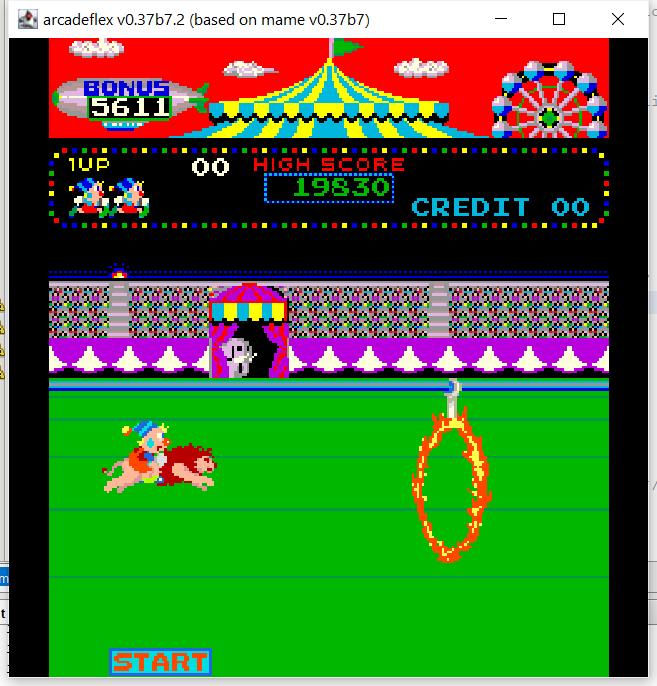 arcadeflex v0.37b7.2 (based on mame v0.37b7)
BONUS
5611
1UP 00 HIGH SCORE
19830
CREDIT 00
START